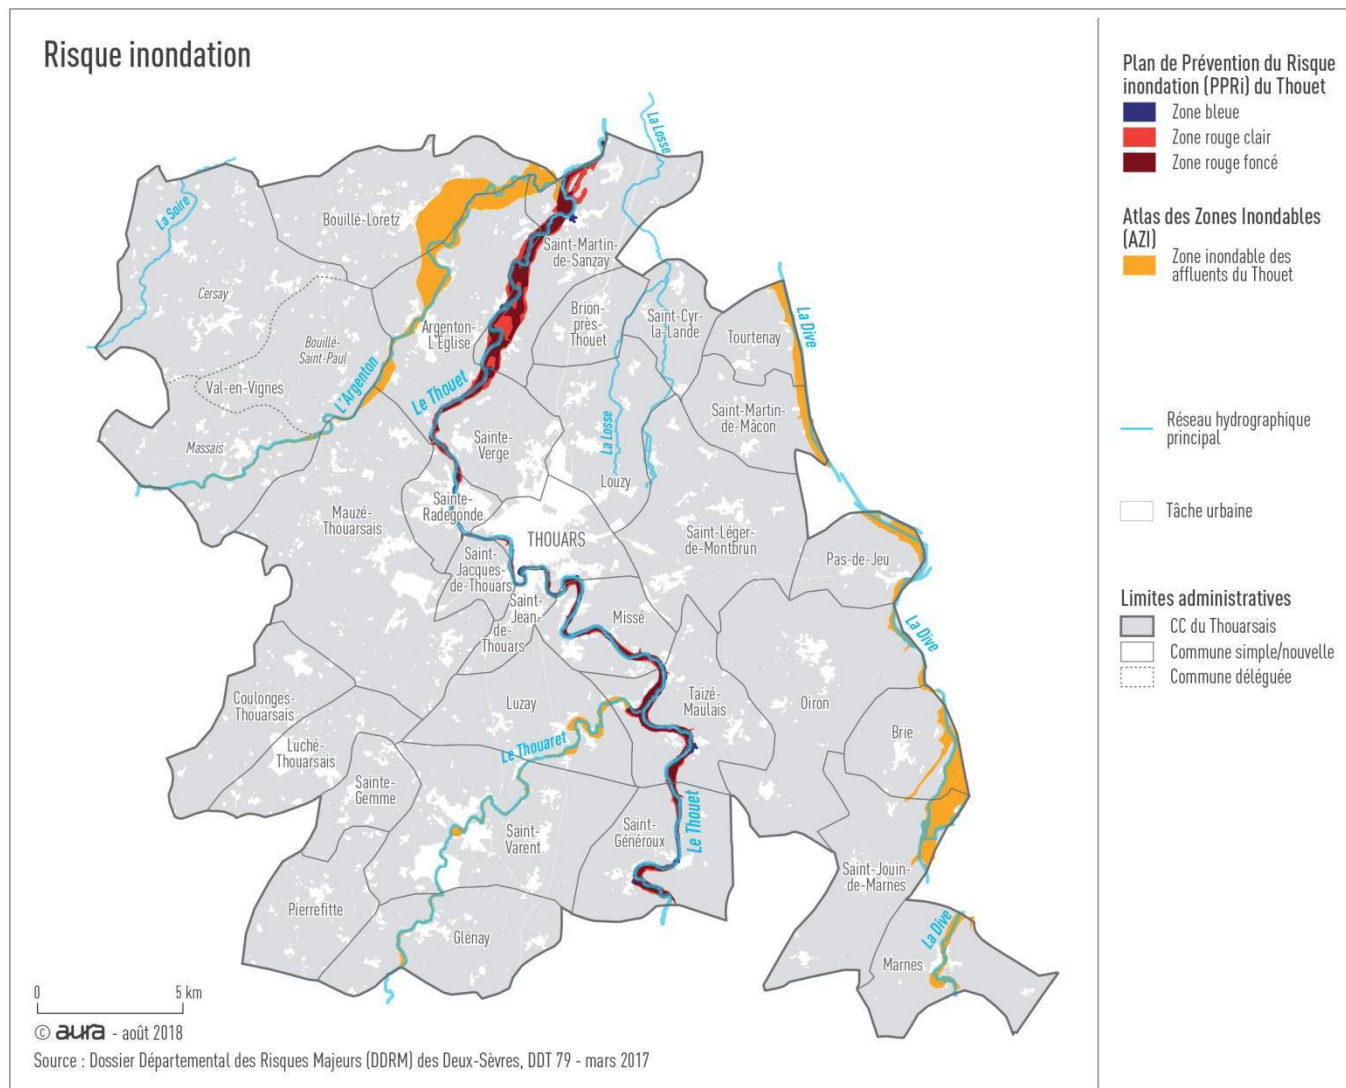 Risque inondation
La Losse
La Soire
Bouillé-Loretz
Saint-Martin-
de-Sanzay
Cersay
Bouillé-
Saint-Paul
Argenton-
L'Église
Brion-
près-
Thouet
Saint-Cyr-
la-Lande
Tourtenay
La Dive
Val-en-Vignes
L'Argenton
Le Thouet
Saint-Martin-
de-Mâcon
Massais
Sainte-
Verge
La Losse
Louzy
Mauzé-
Thouarsais
Sainte-
Radegonde
THOUARS
Saint-Léger-
de-Montbrun
Pas-de-Jeu
Saint-
Jacques-
de-Thouars
Saint-
Jean-
de-
Thouars
Missé
La Dive
Coulonges-
Thouarsais
Luzay
Taizé-
Maulais
Oiron
Brie
Luché-
Thouarsais
Le Thouaret
Sainte-
Gemme
Saint-
Varent
Saint-
Généroux
Le Thouet
Saint-Jouin-
de-Marnes
Pierrefitte
Glénay
La Dive
Marnes
0 5 km
© aura - août 2018
Source : Dossier Départemental des Risques Majeurs (DDRM) des Deux-Sèvres, DDT 79 - mars 2017
Plan de Prévention du Risque
inondation (PPRi) du Thouet
Zone bleue
Zone rouge clair
Zone rouge foncé
Atlas des Zones Inondables
(AZI)
Zone inondable des
affluents du Thouet
Réseau hydrographique
principal
Tâche urbaine
Limites administratives
CC du Thouarsais
Commune simple/nouvelle
Commune déléguée